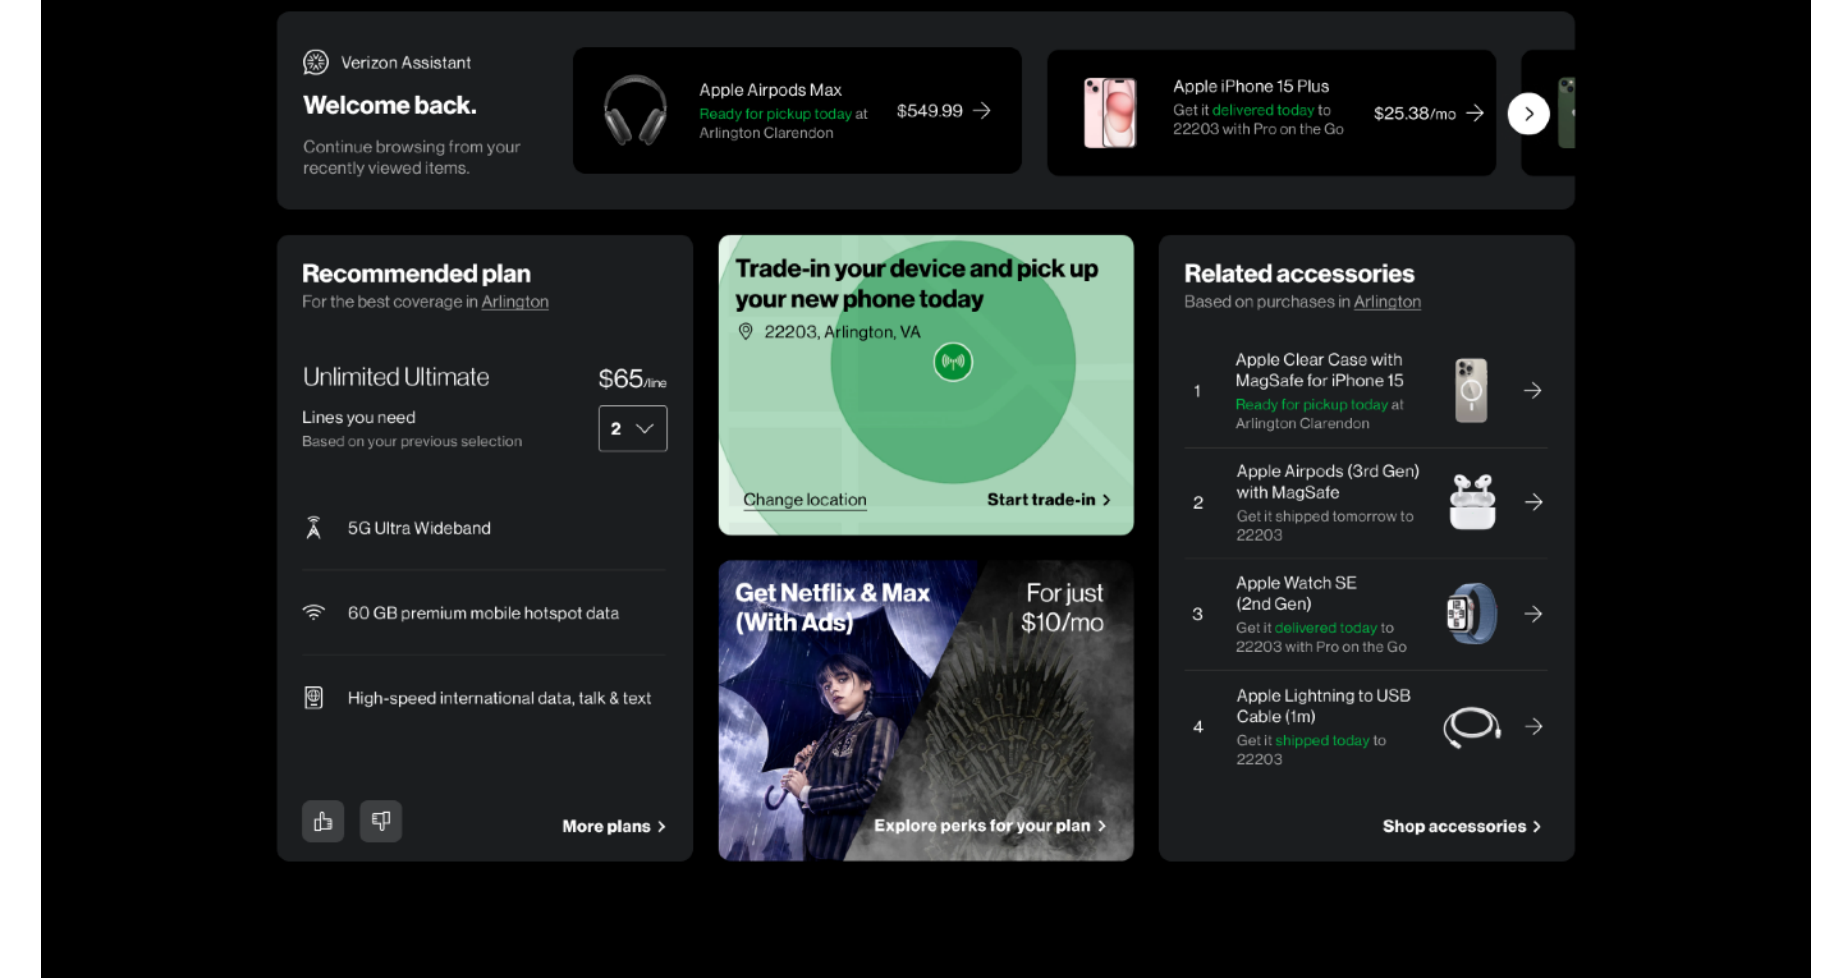 Verizon Assistant
Welcome back.
Continue browsing from your
recently viewed items.
Apple Airpods Max
Ready for pickup today at
Arlington Clarendon
$549.99
Apple iPhone 15 Plus
Get it delivered today to
22203 with Pro on the Go
$25.38/mo
Recommended plan
For the best coverage in Arlington
Unlimited Ultimate
$65/line
Lines you need
Based on your previous selection
2
5G Ultra Wideband
60 GB premium mobile hotspot data
High-speed international data, talk & text
More plans
Trade-in your device and pick up
your new phone today
22203, Arlington, VA
Change location
Start trade-in
Get Netflix & Max
(With Ads)
For just
$10/mo
Explore perks for your plan
Related accessories
Based on purchases in Arlington
1
Apple Clear Case with
MagSafe for iPhone 15
Ready for pickup today at
Arlington Clarendon
2
Apple Airpods (3rd Gen)
with MagSafe
Get it shipped tomorrow to
22203
3
Apple Watch SE
(2nd Gen)
Get it delivered today to
22203 with Pro on the Go
4
Apple Lightning to USB
Cable (1m)
Get it shipped today to
22203
Shop accessories